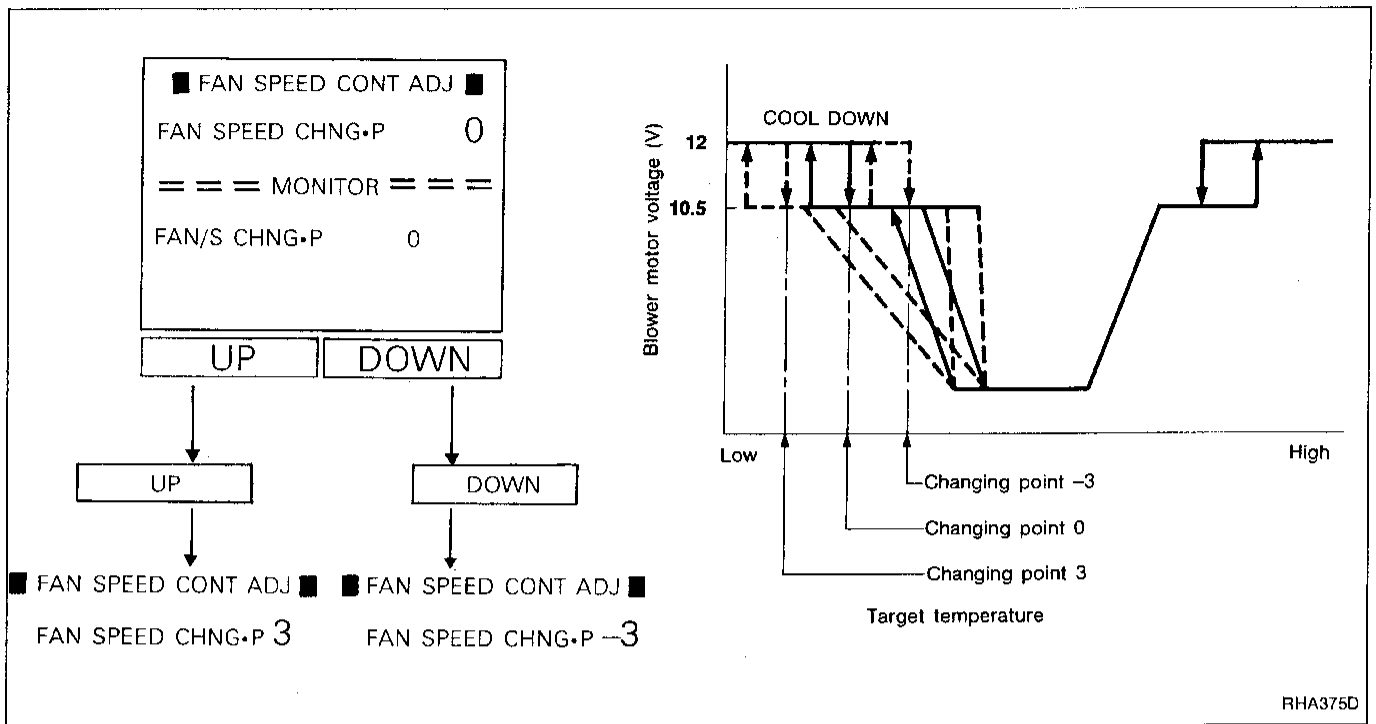 ■ FAN SPEED CONT ADJ ■
FAN SPEED CHNG•P 0
= = = MONITOR = = =
FAN/S CHNG•P 0
UP DOWN
UP DOWN
■ FAN SPEED CONT ADJ ■
FAN SPEED CHNG•P 3
■ FAN SPEED CONT ADJ ■
FAN SPEED CHNG•P −3
COOL DOWN
Blower motor voltage (V)
12
10.5
Low
High
Changing point −3
Changing point 0
Changing point 3
Target temperature
RHA375D